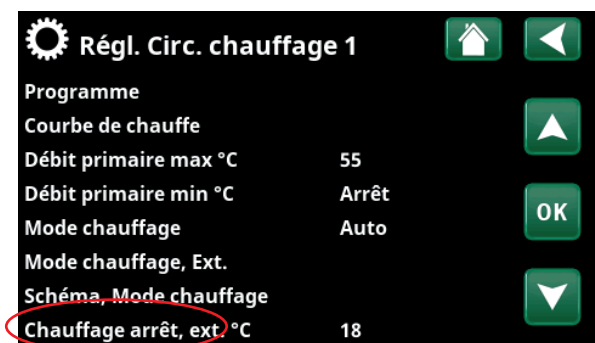 Régl. Circ. chauffage 1
Programme
Courbe de chauffe
Débit primaire max °C 55
Débit primaire min °C Arrêt
OK
Mode chauffage Auto
Mode chauffage, Ext.
Schéma, Mode chauffage
Chauffage arrêt, ext. °C 18